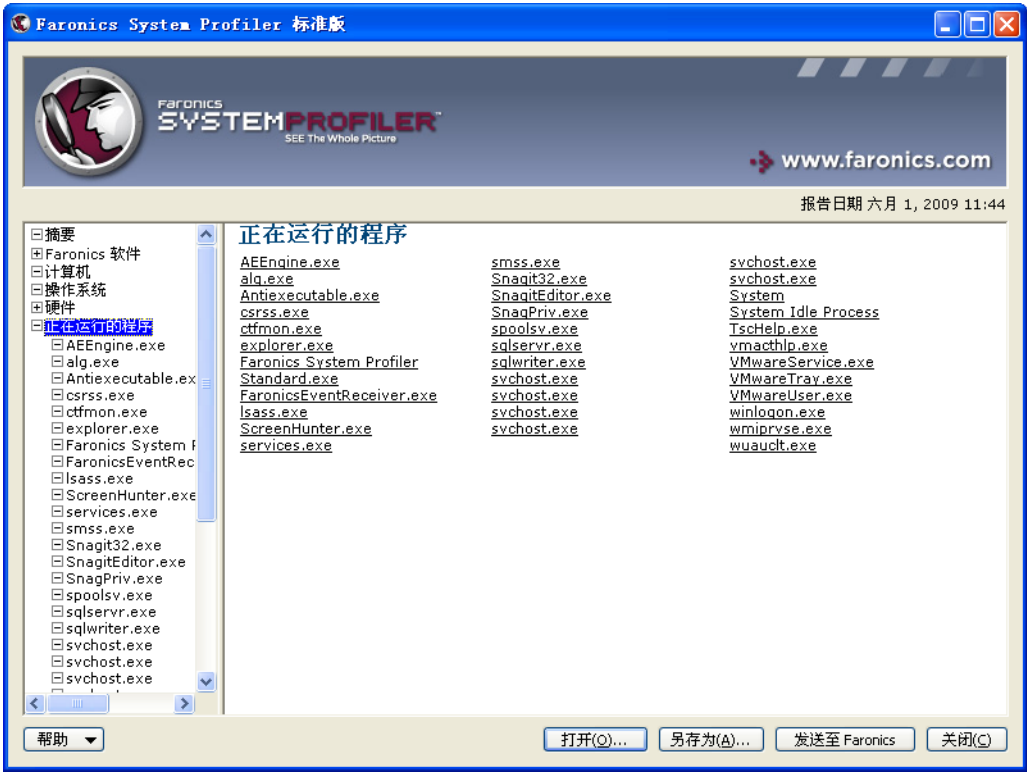 Faronics System Profiler 标准版
Faronics
SYSTEMPROFILER™
SEE The Whole Picture
www.faronics.com
报告日期 六月 1, 2009 11:44
摘要
Faronics 软件
计算机
操作系统
硬件
正在运行的程序
AEEngine.exe
alg.exe
Antiexecutable.ex
csrss.exe
ctfmon.exe
explorer.exe
Faronics System P
FaronicsEventRec
lsass.exe
ScreenHunter.exe
services.exe
smss.exe
Snagit32.exe
SnagitEditor.exe
SnagPriv.exe
spoolsv.exe
sqlservr.exe
sqlwriter.exe
svchost.exe
svchost.exe
svchost.exe
正在运行的程序
AEEngine.exe
alg.exe
Antiexecutable.exe
csrss.exe
ctfmon.exe
explorer.exe
Faronics System Profiler
Standard.exe
FaronicsEventReceiver.exe
lsass.exe
ScreenHunter.exe
services.exe
smss.exe
Snagit32.exe
SnagitEditor.exe
SnagPriv.exe
spoolsv.exe
sqlservr.exe
sqlwriter.exe
svchost.exe
svchost.exe
svchost.exe
svchost.exe
svchost.exe
svchost.exe
System
System Idle Process
TscHelp.exe
vmacthlp.exe
VMwareService.exe
VMwareTray.exe
VMwareUser.exe
winlogon.exe
wmiprvse.exe
wuauclt.exe
帮助
打开(O)...
另存为(A)...
发送至 Faronics
关闭(C)